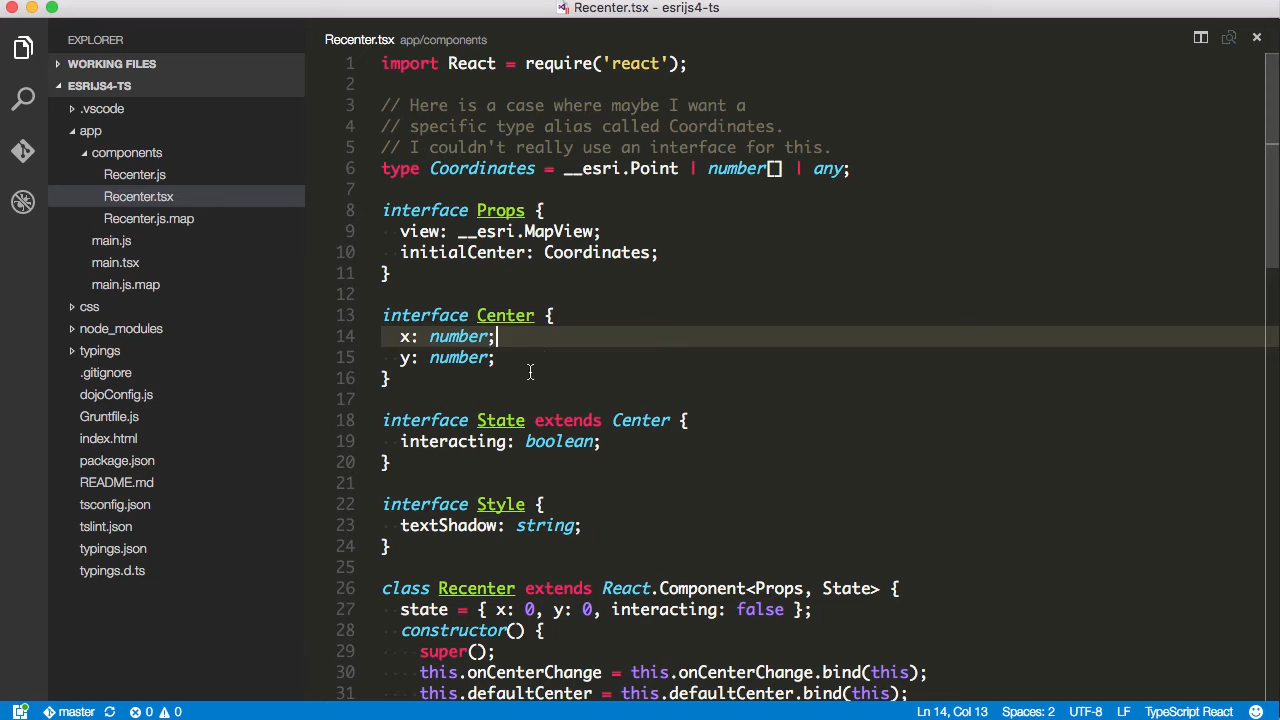 Recenter.tsx - esrijs4-ts
EXPLORER
WORKING FILES
ESRIJS4-TS
.vscode
app
components
Recenter.js
Recenter.tsx
Recenter.js.map
main.js
main.tsx
main.js.map
css
node_modules
typings
.gitignore
dojoConfig.js
Gruntfile.js
index.html
package.json
README.md
tsconfig.json
tslint.json
typings.json
typings.d.ts
Recenter.tsx app/components
1 import React = require('react');
2
3 // Here is a case where maybe I want a
4 // specific type alias called Coordinates.
5 // I couldn't really use an interface for this.
6 type Coordinates = __esri.Point | number[] | any;
7
8 interface Props {
9 view: __esri.MapView;
10 initialCenter: Coordinates;
11 }
12
13 interface Center {
14 x: number;
15 y: number;
16 }
17
18 interface State extends Center {
19 interacting: boolean;
20 }
21
22 interface Style {
23 textShadow: string;
24 }
25
26 class Recenter extends React.Component<Props, State> {
27 state = { x: 0, y: 0, interacting: false };
28 constructor() {
29 super();
30 this.onCenterChange = this.onCenterChange.bind(this);
31 this.defaultCenter = this.defaultCenter.bind(this);
master 0 0 Ln 14, Col 13 Spaces: 2 UTF-8 LF TypeScript React